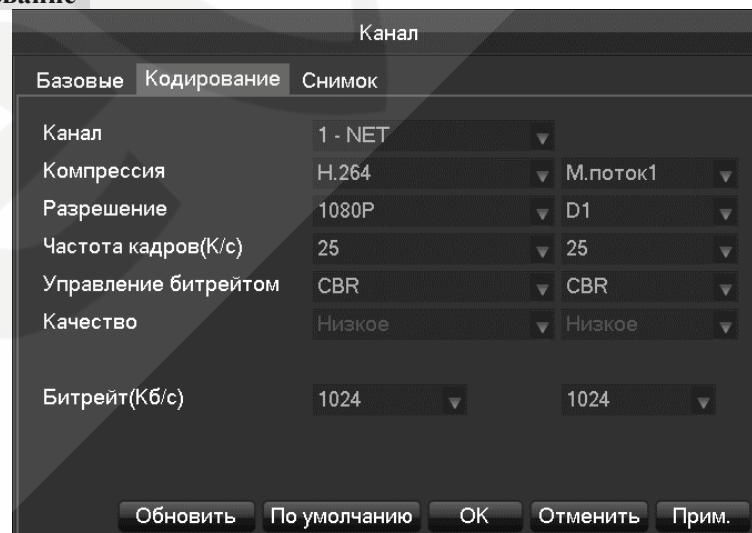 Канал
Базовые Кодирование Снимок
Канал 1 - NET
Компрессия H.264 М.поток1
Разрешение 1080P D1
Частота кадров(К/с) 25 25
Управление битрейтом CBR CBR
Качество Низкое Низкое
Битрейт(Кб/с) 1024 1024
Обновить По умолчанию OK Отменить Прим.